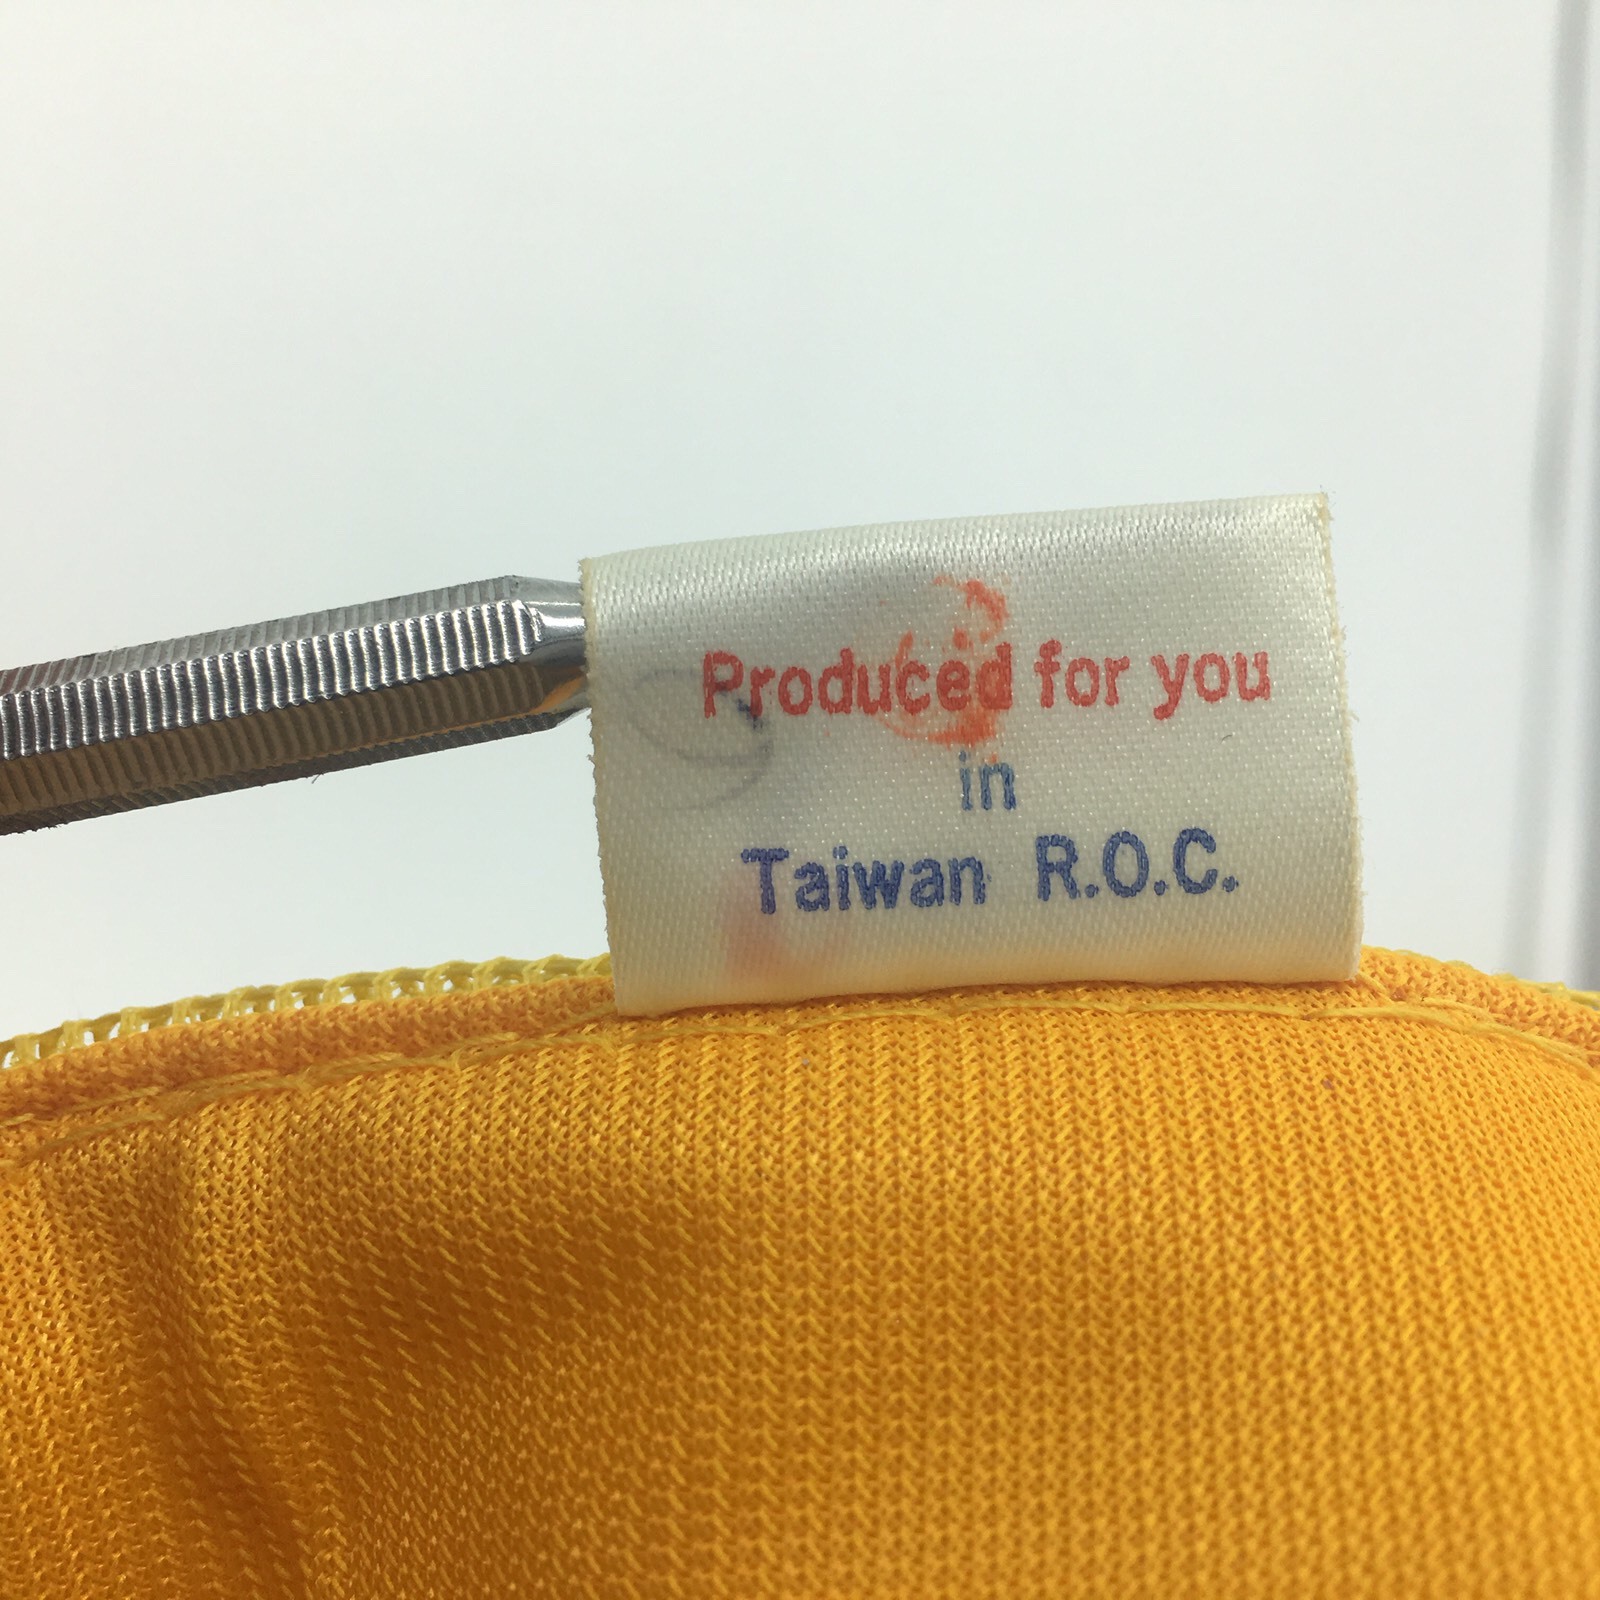 Produced for you
in
Taiwan R.O.C.